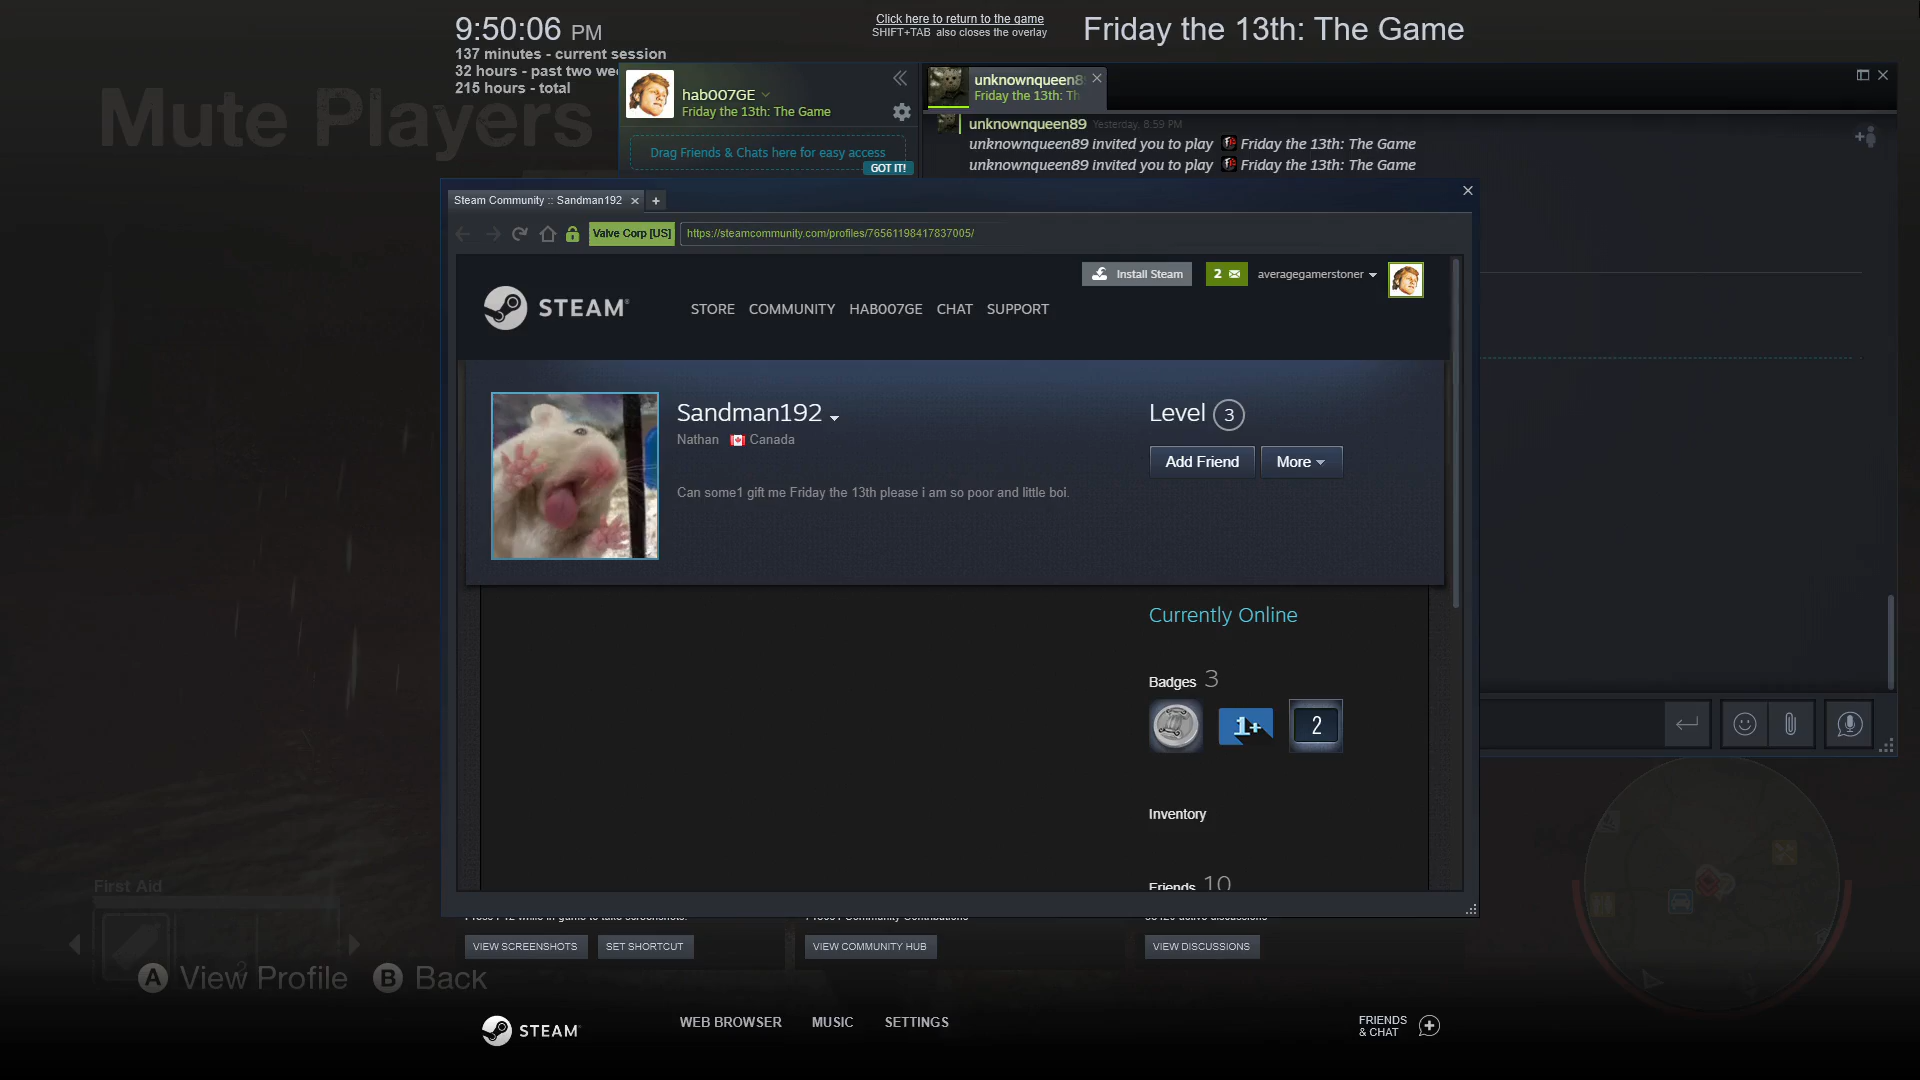 9:50:06 PM
137 minutes - current session
32 hours - past two wee
215 hours - total
Click here to return to the game
SHIFT+TAB also closes the overlay
Friday the 13th: The Game
Mute Players
hab007GE
Friday the 13th: The Game
Drag Friends & Chats here for easy access
GOT IT!
unknownqueen89
Friday the 13th: Th
unknownqueen89 Yesterday, 8:59 PM
unknownqueen89 invited you to play Friday the 13th: The Game
unknownqueen89 invited you to play Friday the 13th: The Game
Steam Community :: Sandman192
Valve Corp [US]
https://steamcommunity.com/profiles/76561198417837005/
Install Steam
2
averagegamerstoner
STEAM
STORE COMMUNITY HAB007GE CHAT SUPPORT
Sandman192
Nathan Canada
Can some1 gift me Friday the 13th please i am so poor and little boi.
Level 3
Add Friend
More
Currently Online
Badges 3
1+
2
Inventory
Friends 10
VIEW SCREENSHOTS
SET SHORTCUT
VIEW COMMUNITY HUB
VIEW DISCUSSIONS
First Aid
A View Profile
B Back
STEAM
WEB BROWSER MUSIC SETTINGS
FRIENDS
& CHAT